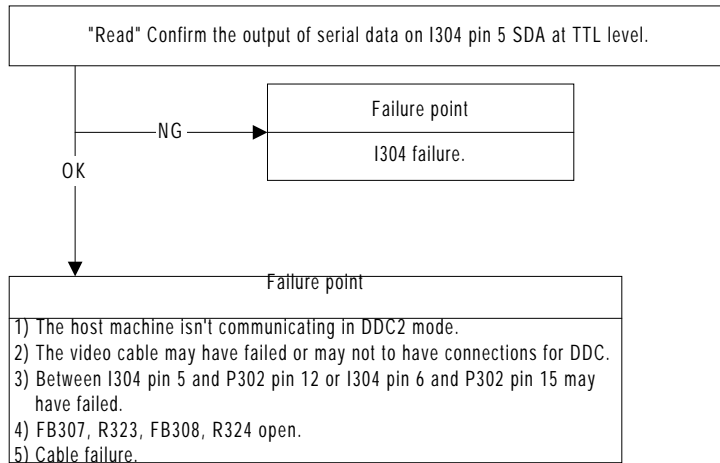 "Read" Confirm the output of serial data on I304 pin 5 SDA at TTL level.
NG
Failure point
I304 failure.
OK
Failure point
1) The host machine isn't communicating in DDC2 mode.
2) The video cable may have failed or may not to have connections for DDC.
3) Between I304 pin 5 and P302 pin 12 or I304 pin 6 and P302 pin 15 may
have failed.
4) FB307, R323, FB308, R324 open.
5) Cable failure.